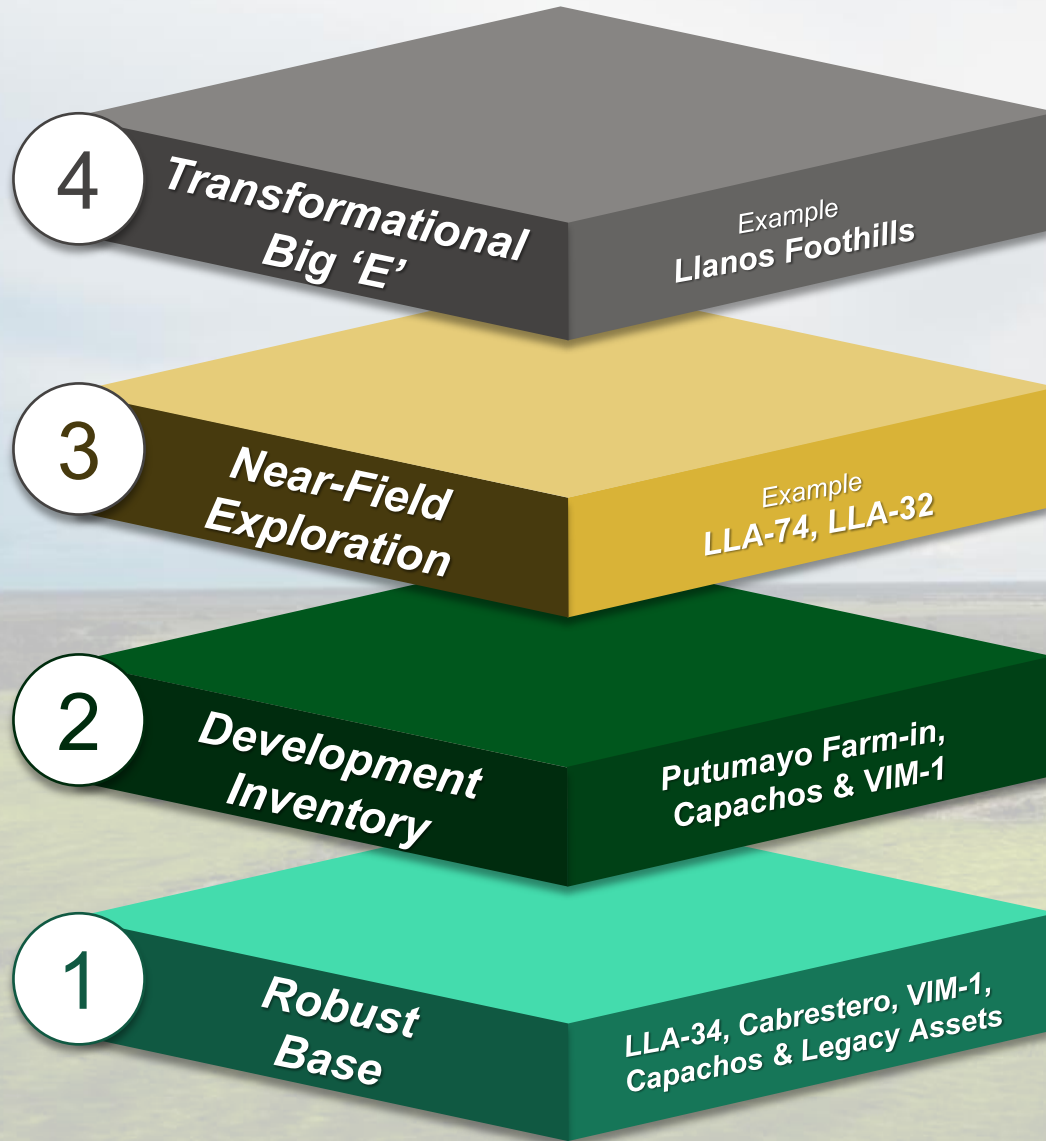 4
Transformational
Big ‘E’
Example
Llanos Foothills
3
Near-Field
Exploration
Example
LLA-74, LLA-32
2
Development
Inventory
Putumayo Farm-in,
Capachos & VIM-1
1
Robust
Base
LLA-34, Cabrestero, VIM-1,
Capachos & Legacy Assets